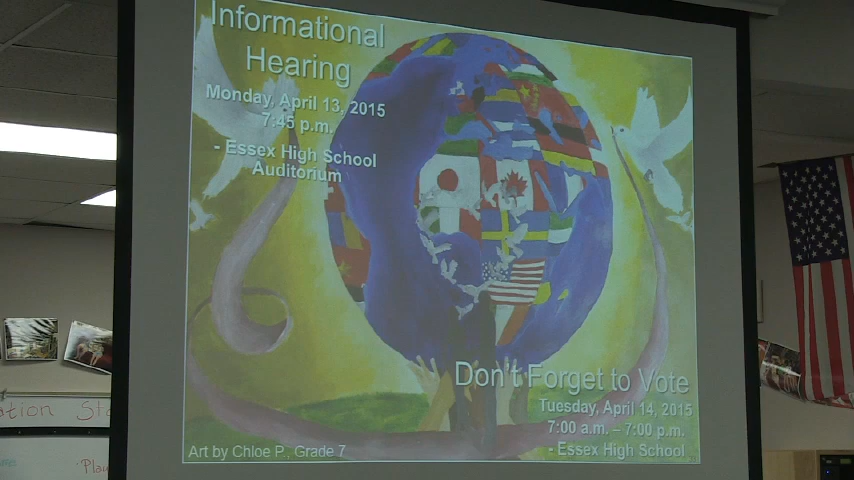 Informational
Hearing
Monday, April 13, 2015
7:45 p.m.
- Essex High School
Auditorium
Don't Forget to Vote
Tuesday, April 14, 2015
7:00 a.m. – 7:00 p.m.
- Essex High School
Art by Chloe P., Grade 7